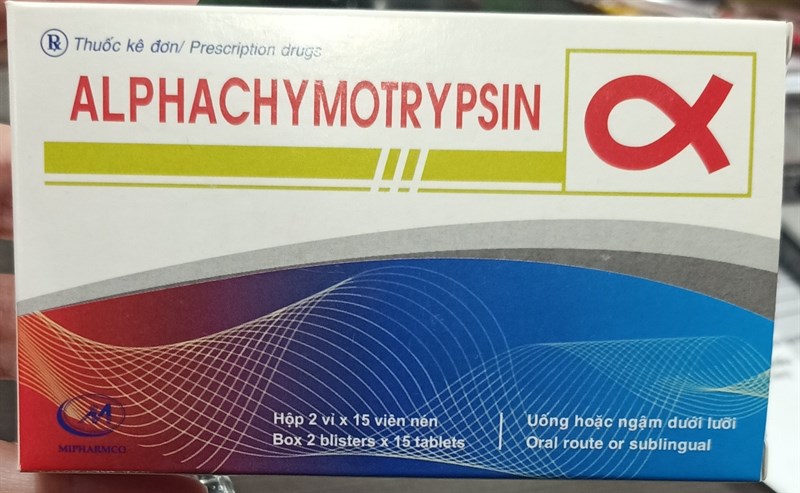 Rx Thuốc kê đơn/ Prescription drugs
ALPHACHYMOTRYPSIN
α
Hộp 2 vỉ x 15 viên nén
Box 2 blisters x 15 tablets
Uống hoặc ngậm dưới lưỡi
Oral route or sublingual
MIPHARMCO